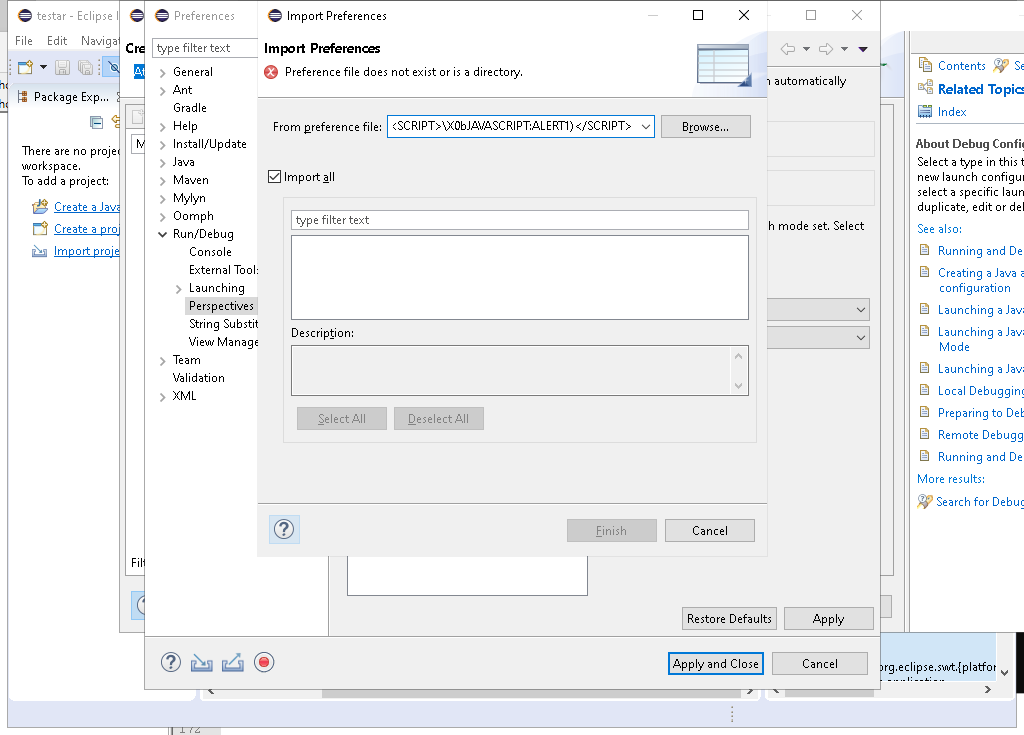 testar - Eclipse I
File Edit Navigat
Package Exp...
There are no projec
workspace.
To add a project:
Create a Java
Create a proj
Import proje
Cre
Preferences
type filter text
General
Ant
Gradle
Help
Install/Update
Java
Maven
Mylyn
Oomph
Run/Debug
Console
External Tools
Launching
Perspectives
String Substit
View Manage
Team
Validation
XML
Import Preferences
Import Preferences
Preference file does not exist or is a directory.
From preference file: <SCRIPT>\X0bJAVASCRIPT:ALERT1)</SCRIPT> Browse...
Import all
type filter text
Description:
Select All Deselect All
Finish Cancel
automatically
h mode set. Select
Filt
Restore Defaults Apply
Apply and Close Cancel
Contents Se
Related Topics
Index
About Debug Config
Select a type in this t
new launch configur
select a specific laun
duplicate, edit or del
See also:
Running and De
Creating a Java a
configuration
Launching a Java
Launching a Java
Mode
Launching a Java
Local Debugging
Preparing to Deb
Remote Debugg
Running and De
More results:
Search for Debug
org.eclipse.swt.{platfor
172